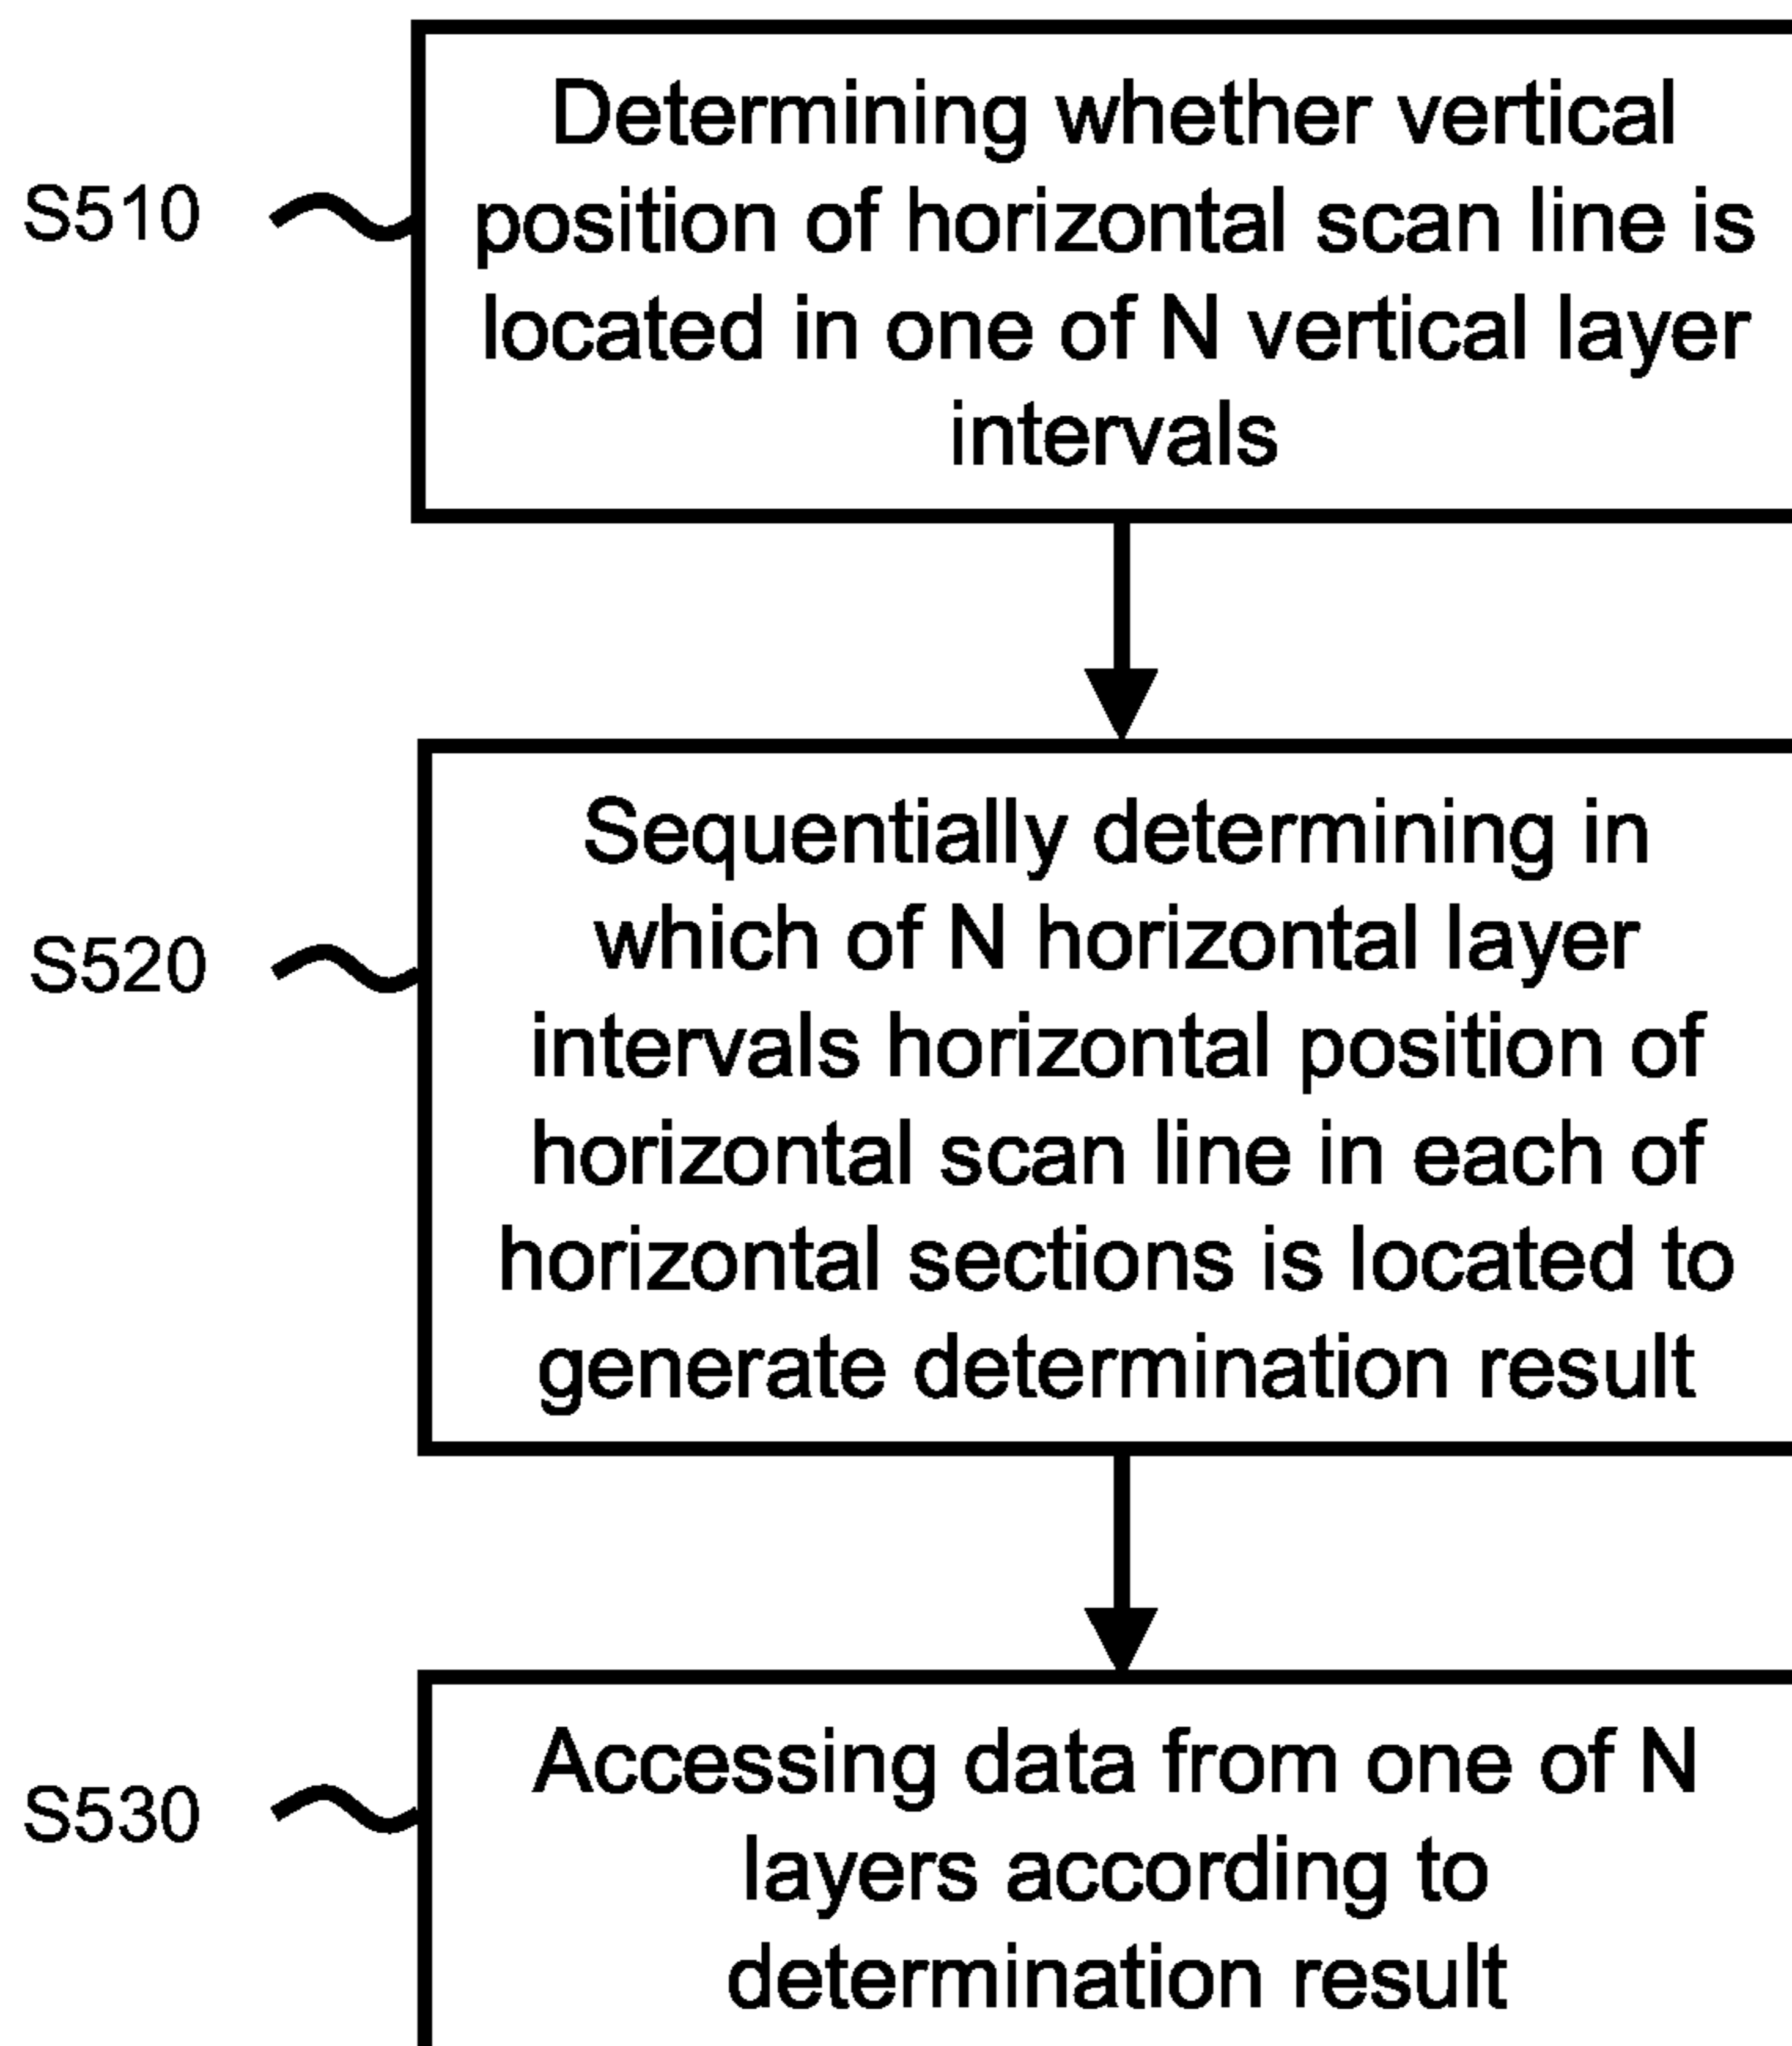 Determining whether vertical
S510
position of horizontal scan line is
located in one of N vertical layer
intervals
Sequentially determining in
which of N horizontal layer
S520
intervals horizontal position of
horizontal scan line in each of
horizontal sections is located to
generate determination result
Accessing data from one of N
S530
layers according to
determination result